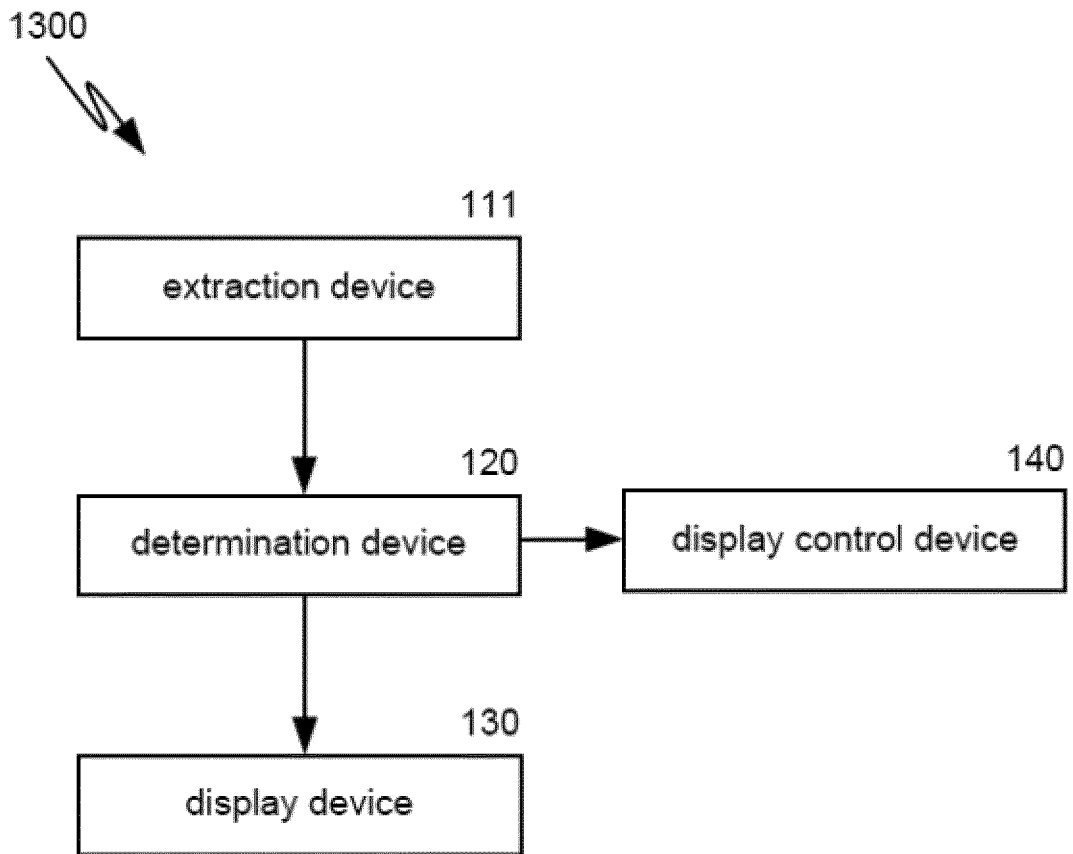 1300
111
extraction device
120
determination device
140
display control device
130
display device